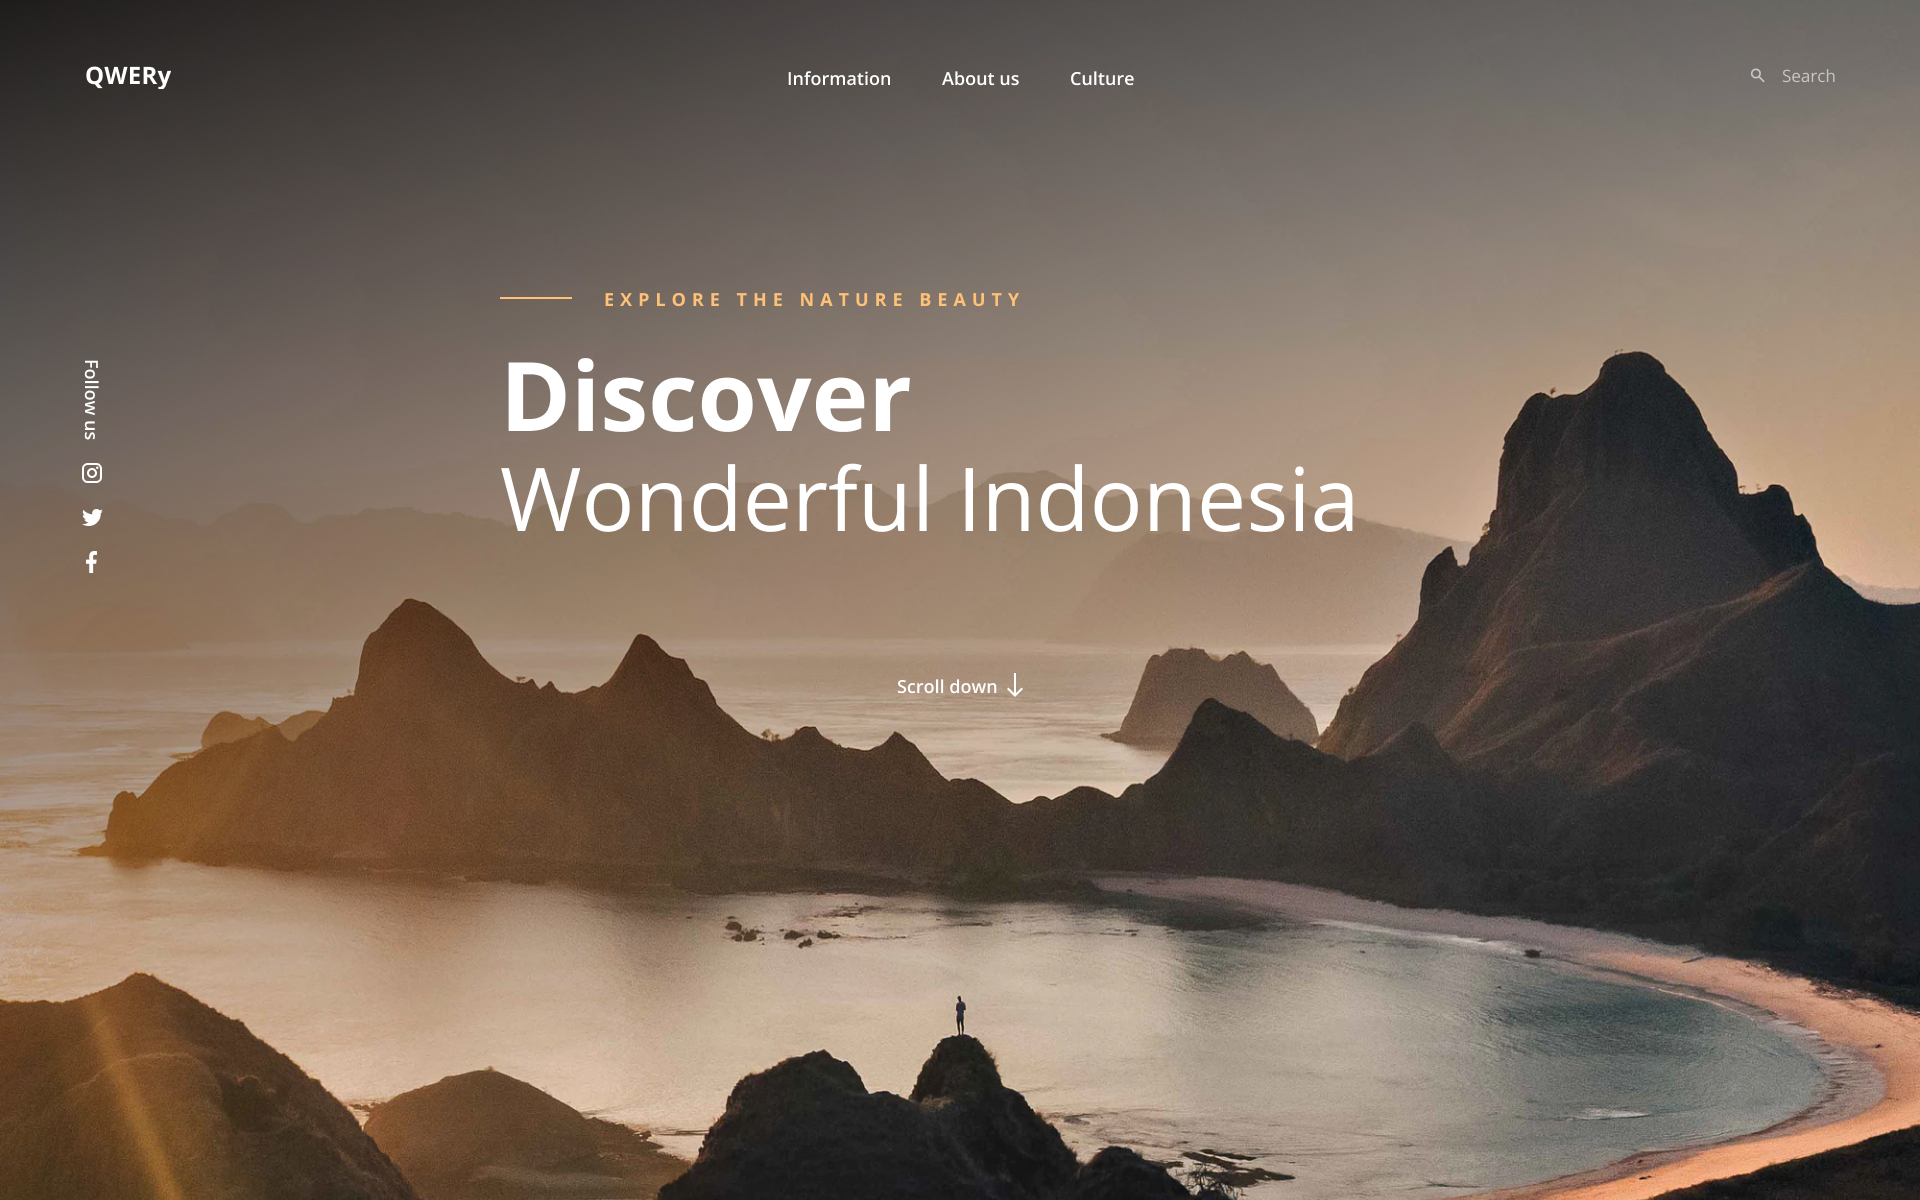 QWERy
Information
About us
Culture
Search
EXPLORE THE NATURE BEAUTY
Discover
Wonderful Indonesia
Follow us
Scroll down